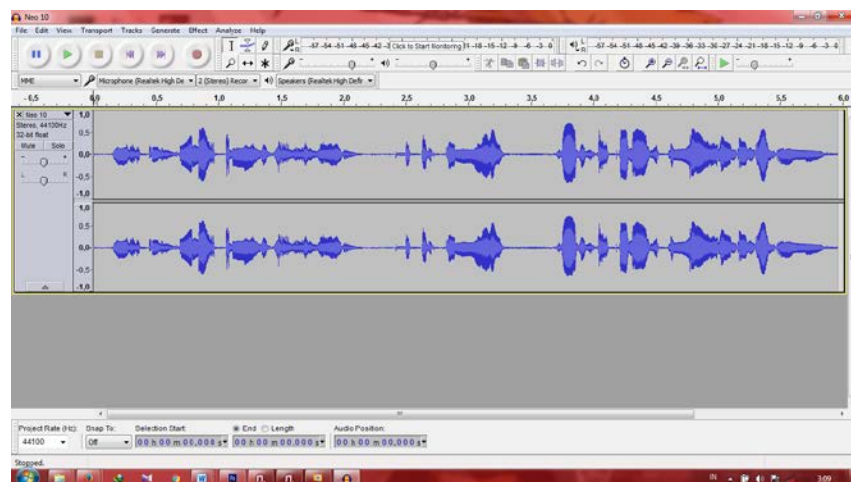 Neo 10
File Edit View Transport Tracks Generate Effect Analyze Help
-57 -54 -51 -48 -45 -42 -3 Click to Start Monitoring -18 -15 -12 -9 -6 -3 0
-57 -54 -51 -48 -45 -42 -39 -36 -33 -30 -27 -24 -21 -18 -15 -12 -9 -6 -3 0
MME Microphone (Realtek High De 2 (Stereo) Recor Speakers (Realtek High Defir
-0,5 0,0 0,5 1,0 1,5 2,0 2,5 3,0 3,5 4,0 4,5 5,0 5,5 6,0
Neo 10
Stereo, 44100Hz
32-bit float
Mute Solo
- +
L R
1,0
0,5
0,0
-0,5
-1,0
1,0
0,5
0,0
-0,5
-1,0
Project Rate (Hz): Snap To: Selection Start: End Length Audio Position:
44100 Off 00 h 00 m 00,000 s 00 h 00 m 00,000 s 00 h 00 m 00,000 s
Stopped.
IN 3:09